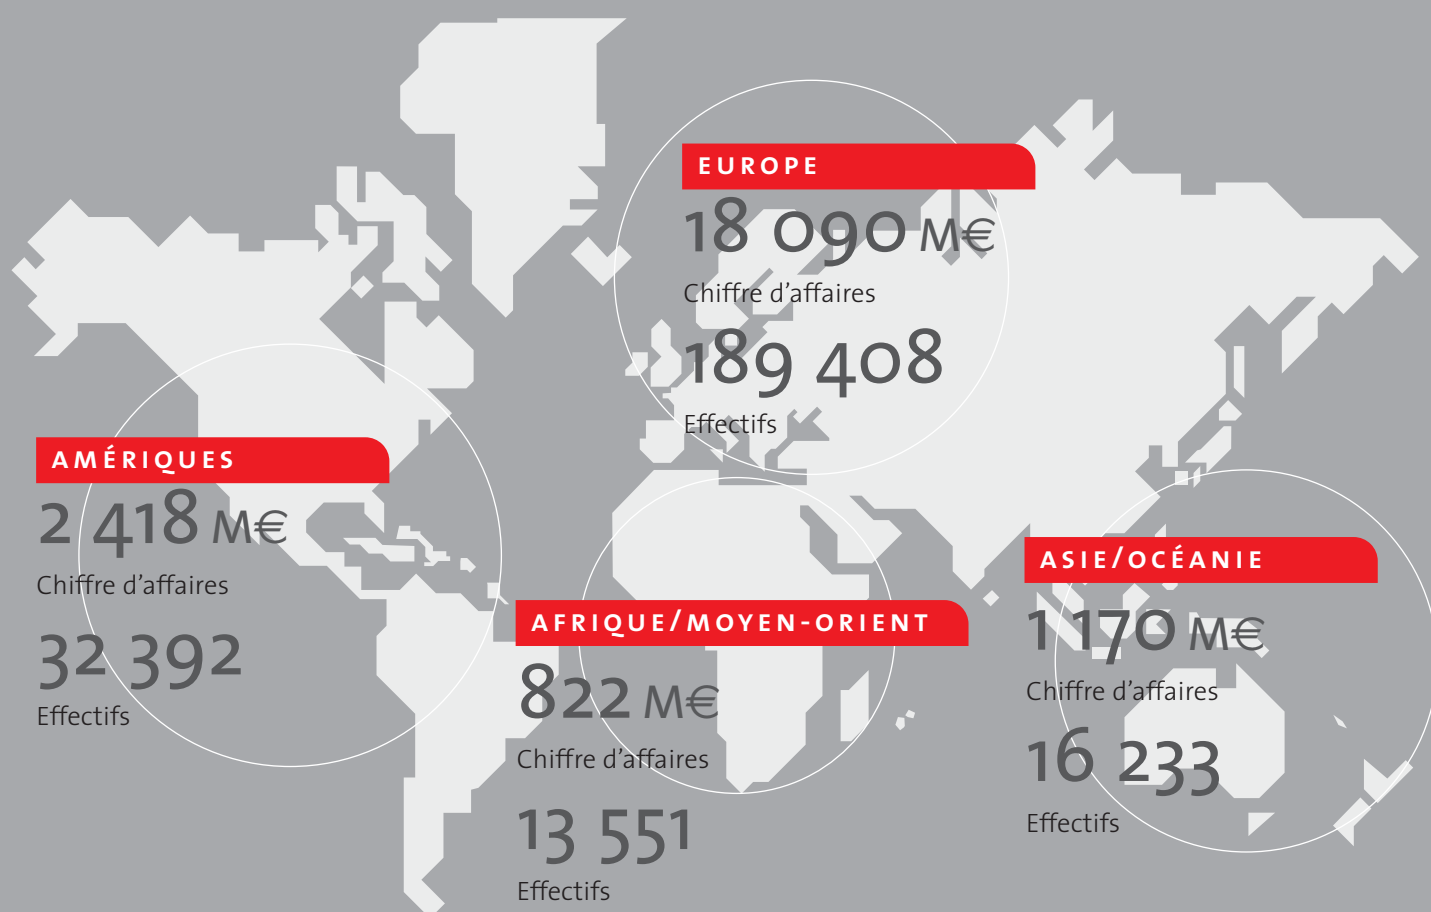 EUROPE
18 090 M€
Chiffre d'affaires
189 408
Effectifs
AMÉRIQUES
2 418 M€
Chiffre d'affaires
32 392
Effectifs
AFRIQUE/MOYEN-ORIENT
822 M€
Chiffre d'affaires
13 551
Effectifs
ASIE/OCÉANIE
1 170 M€
Chiffre d'affaires
16 233
Effectifs